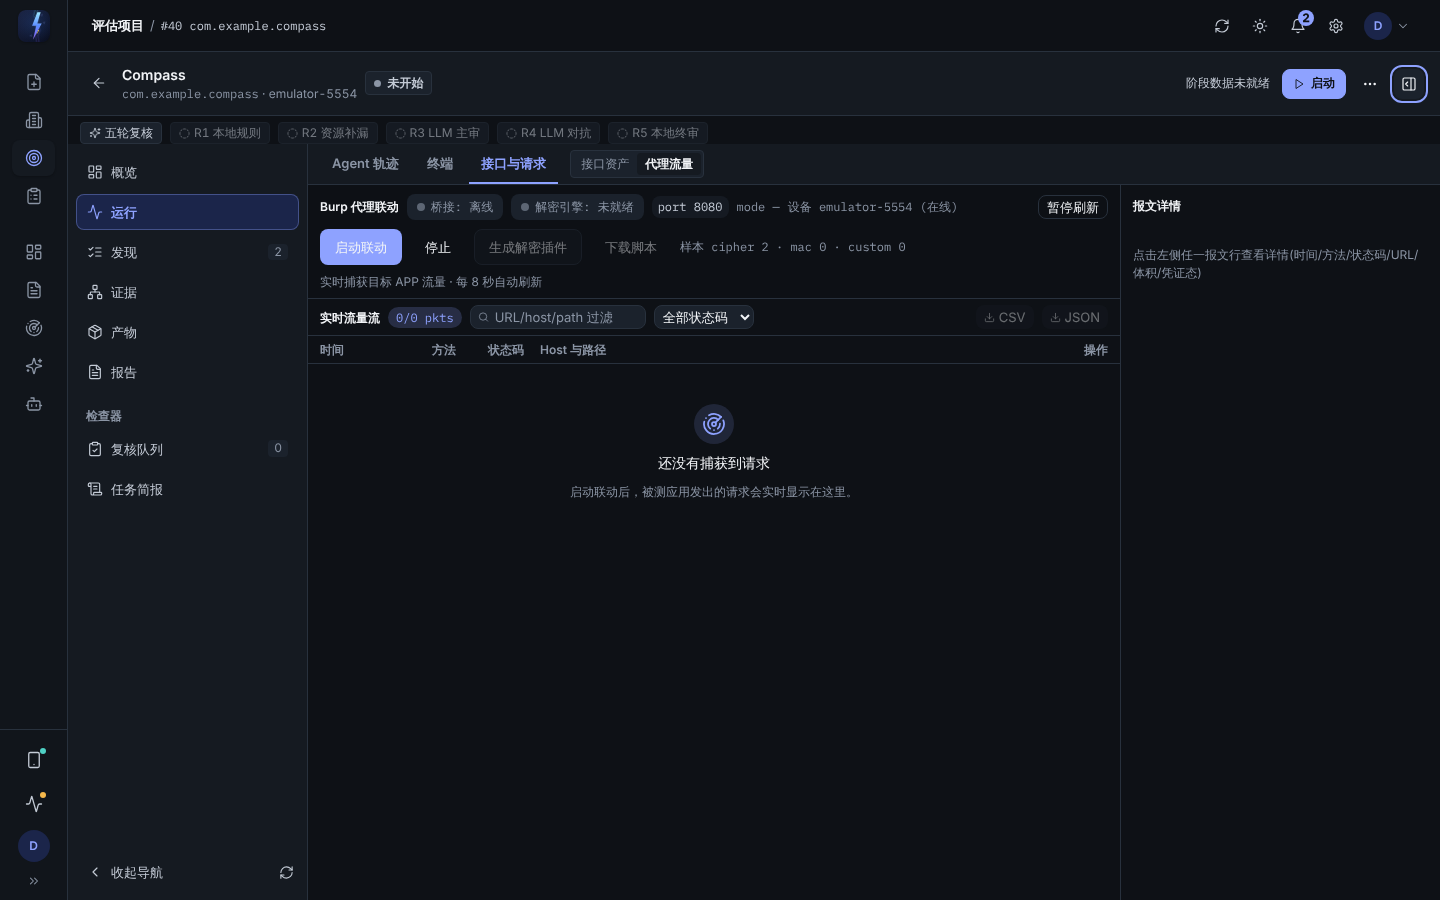 评估项目 / #40 com.example.compass
2
D
Compass
com.example.compass · emulator-5554
未开始
阶段数据未就绪
启动
五轮复核
R1 本地规则
R2 资源补漏
R3 LLM 主审
R4 LLM 对抗
R5 本地终审
概览
运行
发现 2
证据
产物
报告
检查器
复核队列 0
任务简报
收起导航
D
Agent 轨迹
终端
接口与请求
接口资产
代理流量
Burp 代理联动
桥接: 离线
解密引擎: 未就绪
port 8080
mode — 设备 emulator-5554 (在线)
暂停刷新
启动联动
停止
生成解密插件
下载脚本
样本 cipher 2 · mac 0 · custom 0
实时捕获目标 APP 流量 · 每 8 秒自动刷新
实时流量流
0/0 pkts
URL/host/path 过滤
全部状态码
CSV
JSON
时间
方法
状态码
Host 与路径
操作
还没有捕获到请求
启动联动后，被测应用发出的请求会实时显示在这里。
报文详情
点击左侧任一报文行查看详情(时间/方法/状态码/URL/
体积/凭证态)